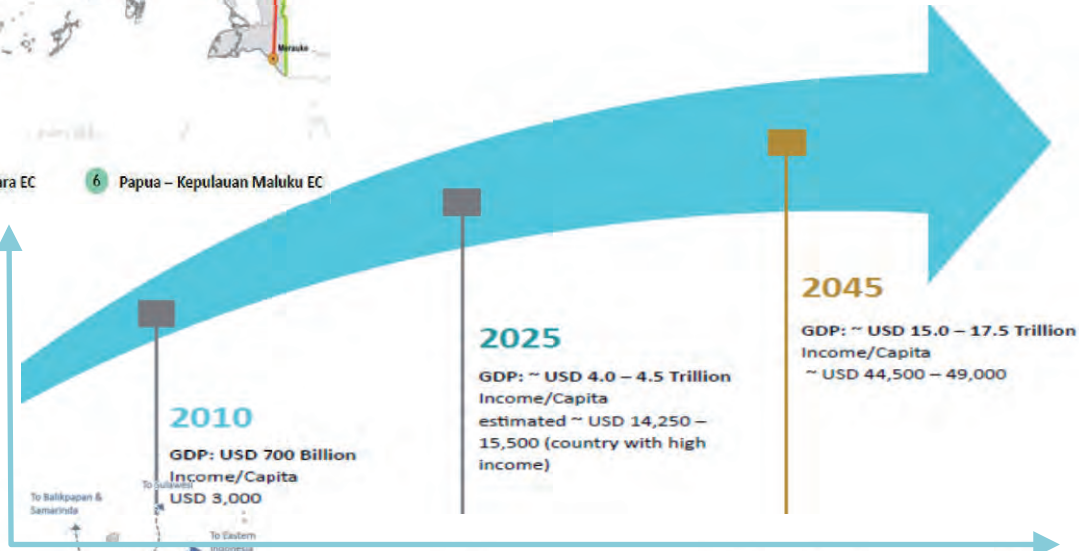 Merauke
ara EC
6 Papua – Kepulauan Maluku EC
2010
GDP: USD 700 Billion
Income/Capita
USD 3,000
2025
GDP: ~ USD 4.0 – 4.5 Trillion
Income/Capita
estimated ~ USD 14,250 –
15,500 (country with high
income)
2045
GDP: ~ USD 15.0 – 17.5 Trillion
Income/Capita
~ USD 44,500 – 49,000
To Sulawesi
To Balikpapan &
Samarinda
To Eastern
Indonesia